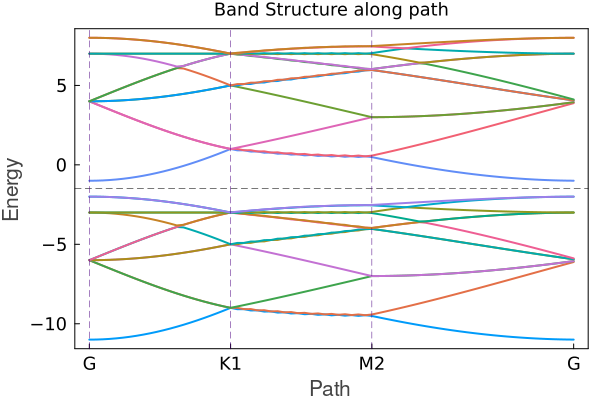 Band Structure along path
Energy
5
0
−5
−10
G K1 M2 G
Path